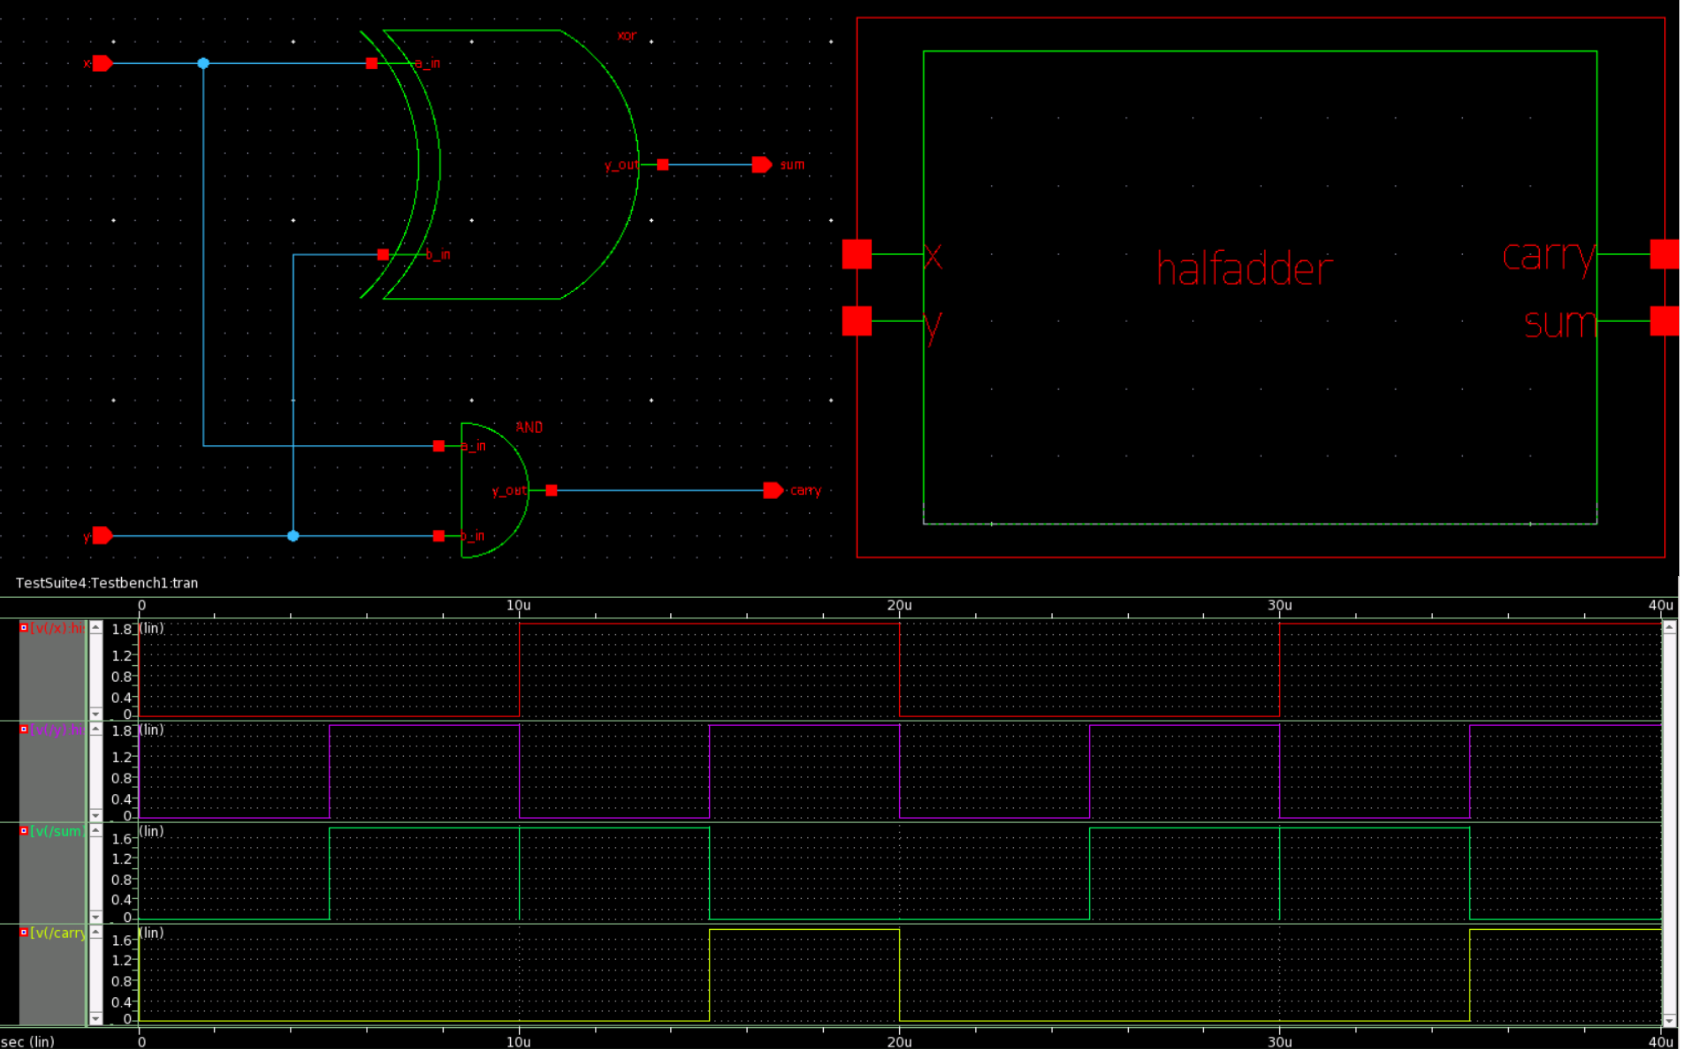 xor
x
a_in
y_out
sum
b_in
AND
a_in
y_out
carry
y
b_in
x
halfadder
carry
y
sum
TestSuite4:Testbench1:tran
0 10u 20u 30u 40u
[v(/x):hi
(lin)
1.8
1.2
0.8
0.4
0
[v(/y):hi
(lin)
1.8
1.2
0.8
0.4
0
[v(/sum
(lin)
1.6
1.2
0.8
0.4
0
[v(/carry
(lin)
1.6
1.2
0.8
0.4
0
sec (lin) 0 10u 20u 30u 40u